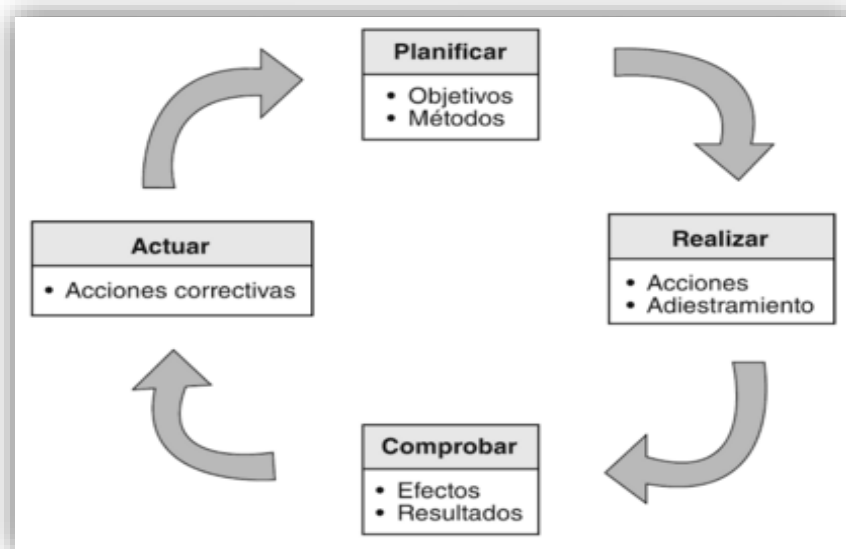 Planificar
• Objetivos
• Métodos
Realizar
• Acciones
• Adiestramiento
Comprobar
• Efectos
• Resultados
Actuar
• Acciones correctivas